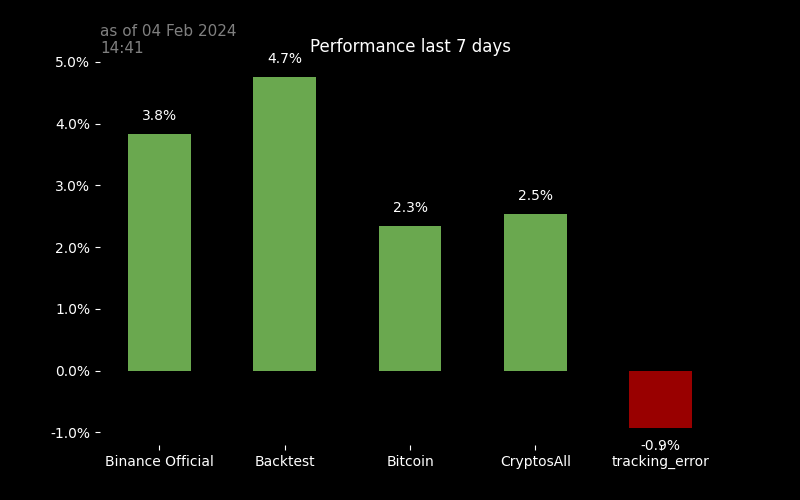 as of 04 Feb 2024
14:41
Performance last 7 days
5.0%
4.0%
3.0%
2.0%
1.0%
0.0%
-1.0%
3.8%
4.7%
2.3%
2.5%
-0.9%
Binance Official
Backtest
Bitcoin
CryptosAll
tracking_error